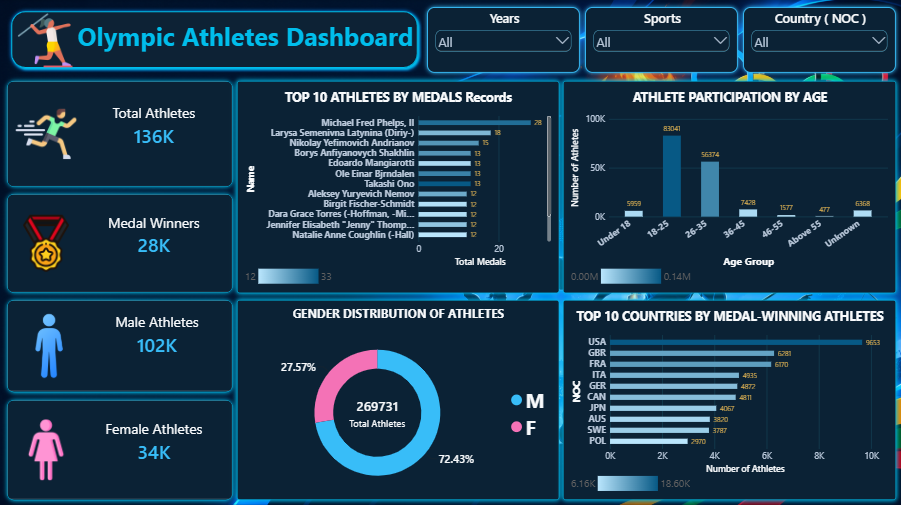 Olympic Athletes Dashboard
Years
All
Sports
All
Country ( NOC )
All
Total Athletes
136K
Medal Winners
28K
Male Athletes
102K
Female Athletes
34K
TOP 10 ATHLETES BY MEDALS Records
Name
Michael Fred Phelps, II 28
Larysa Semenivna Latynina (Diriy-) 18
Nikolay Yefimovich Andrianov 15
Borys Anfiyanovych Shakhlin 13
Edoardo Mangiarotti 13
Ole Einar Bjrndalen 13
Takashi Ono 13
Aleksey Yuryevich Nemov 12
Birgit Fischer-Schmidt 12
Dara Grace Torres (-Hoffman, -Mi... 12
Jennifer Elisabeth "Jenny" Thomp... 12
Natalie Anne Coughlin (-Hall) 12
0 20
Total Medals
12 33
ATHLETE PARTICIPATION BY AGE
Number of Athletes
100K
50K
0K
5959 83041 56374 7428 1577 477 6368
Under 18 18-25 26-35 36-45 46-55 Above 55 Unknown
Age Group
0.00M 0.14M
GENDER DISTRIBUTION OF ATHLETES
27.57%
269731
Total Athletes
72.43%
M
F
TOP 10 COUNTRIES BY MEDAL-WINNING ATHLETES
NOC
USA 9653
GBR 6281
FRA 6170
ITA 4935
GER 4872
CAN 4811
JPN 4067
AUS 3820
SWE 3787
POL 2970
0K 2K 4K 6K 8K 10K
Number of Athletes
6.16K 18.60K